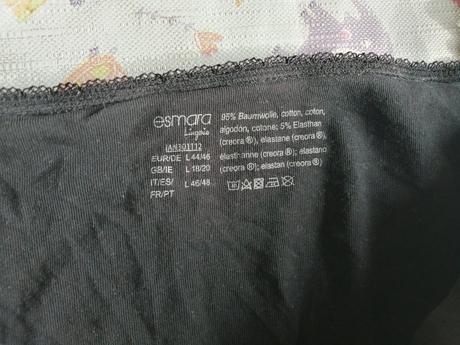 esmara
Lingerie
IAN301112
EUR/DE L 44/46
GB/IE L 18/20
IT/ES/ L 46/48
FR/PT
95% Baumwolle, cotton, coton,
algodón, cotone; 5% Elasthan
(creora ®), elastane (creora ®),
élasthanne (creora ®); elastano
(creora ®); elastan (creora ®)